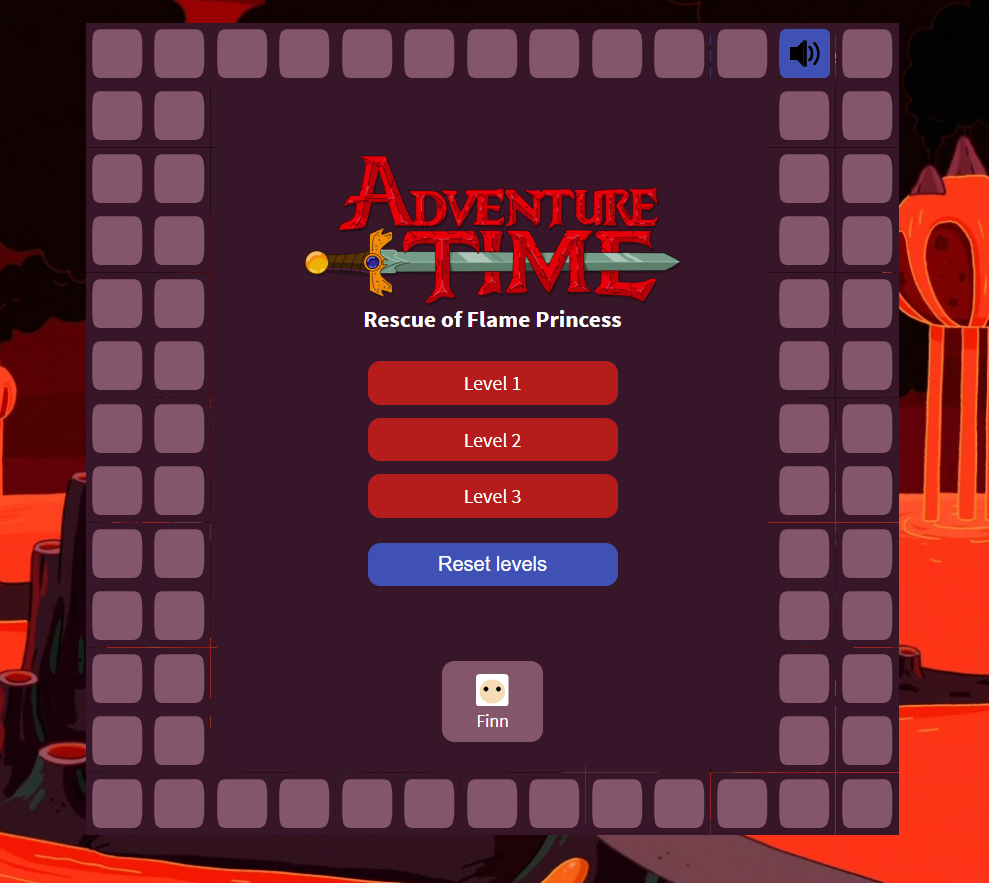 ADVENTURE
TIME
Rescue of Flame Princess
Level 1
Level 2
Level 3
Reset levels
Finn